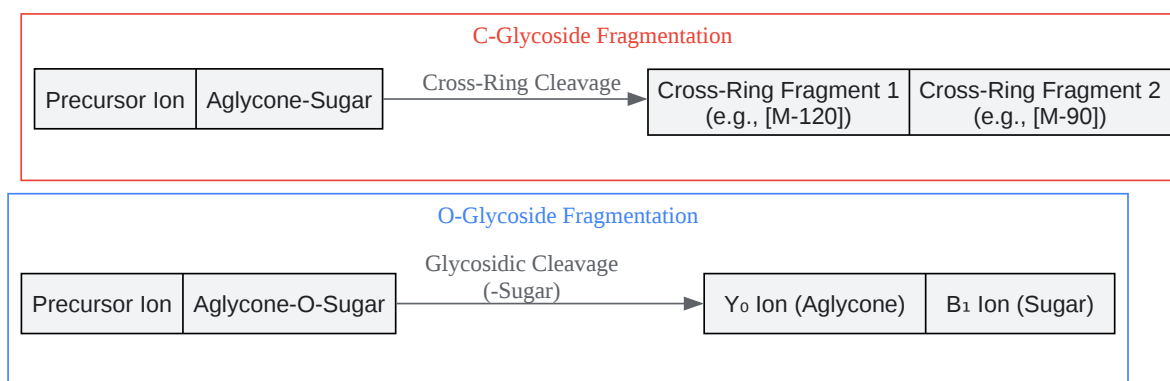 C-Glycoside Fragmentation
Precursor Ion
Aglycone-Sugar
Cross-Ring Cleavage
Cross-Ring Fragment 1
(e.g., [M-120])
Cross-Ring Fragment 2
(e.g., [M-90])
O-Glycoside Fragmentation
Precursor Ion
Aglycone-O-Sugar
Glycosidic Cleavage
(-Sugar)
Y₀ Ion (Aglycone)
B₁ Ion (Sugar)